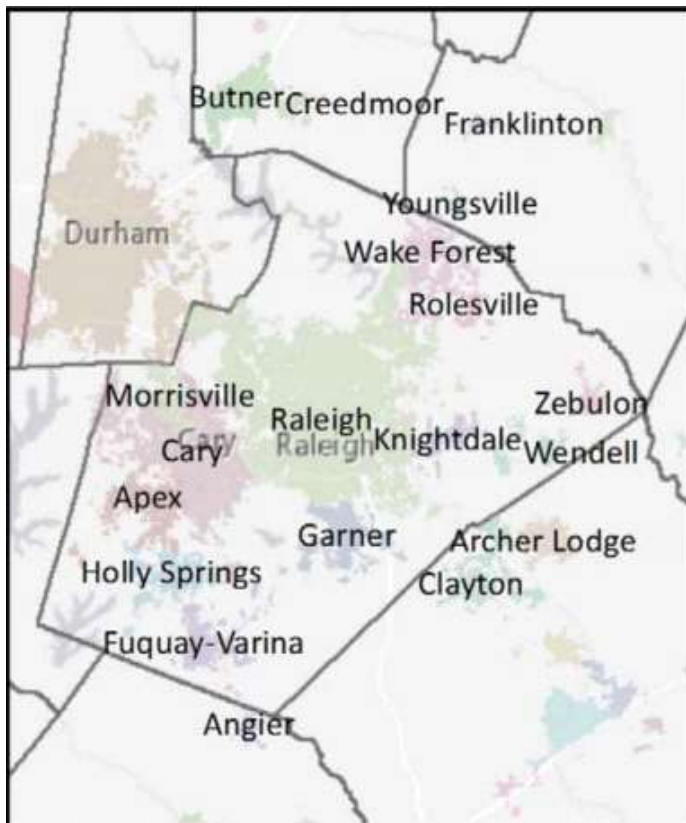 Butner
Creedmoor
Franklinton
Youngsville
Durham
Wake Forest
Rolesville
Morrisville
Zebulon
Raleigh
Cary
Cary
Raleigh
Knightdale
Wendell
Apex
Garner
Archer Lodge
Holly Springs
Clayton
Fuquay-Varina
Angier